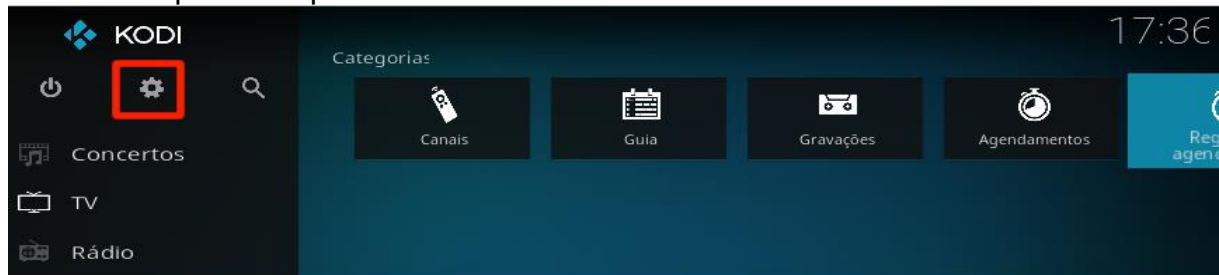 KODI
17:36
Categorias
Canais
Guia
Gravações
Agendamentos
Concertos
TV
Rádio